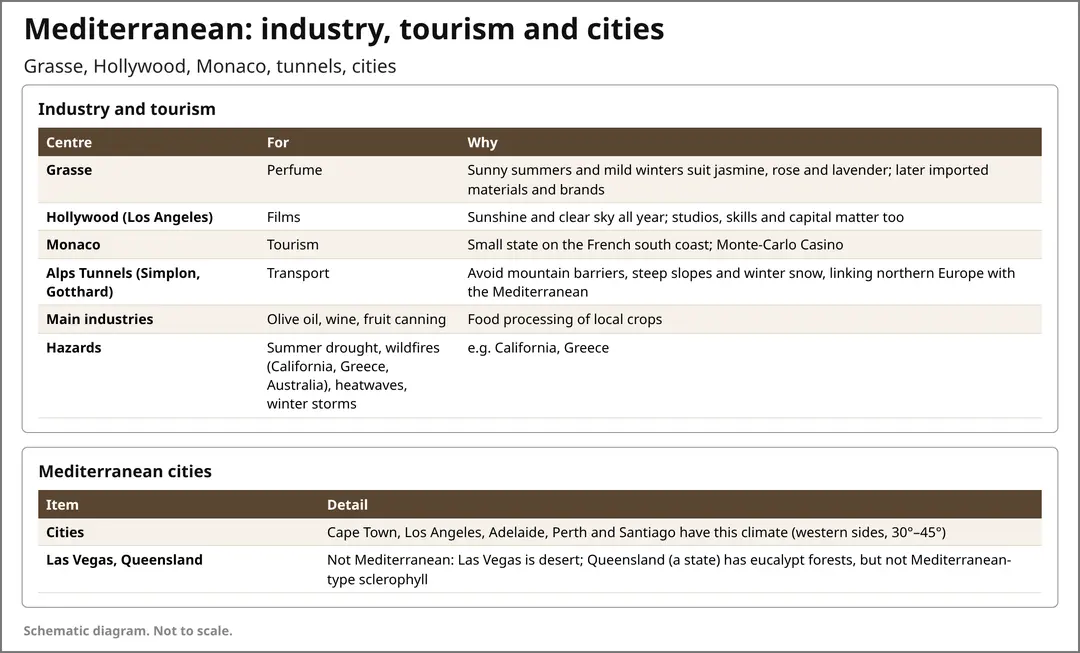 Mediterranean: industry, tourism and cities
Grasse, Hollywood, Monaco, tunnels, cities
Industry and tourism
Centre For Why
Grasse Perfume Sunny summers and mild winters suit jasmine, rose and lavender; later imported
materials and brands
Hollywood (Los Angeles) Films Sunshine and clear sky all year; studios, skills and capital matter too
Monaco Tourism Small state on the French south coast; Monte-Carlo Casino
Alps Tunnels (Simplon, Transport Avoid mountain barriers, steep slopes and winter snow, linking northern Europe with
Gotthard) the Mediterranean
Main industries Olive oil, wine, fruit canning Food processing of local crops
Hazards Summer drought, wildfires e.g. California, Greece
(California, Greece,
Australia), heatwaves,
winter storms
Mediterranean cities
Item Detail
Cities Cape Town, Los Angeles, Adelaide, Perth and Santiago have this climate (western sides, 30°–45°)
Las Vegas, Queensland Not Mediterranean: Las Vegas is desert; Queensland (a state) has eucalypt forests, but not Mediterranean-
type sclerophyll
Schematic diagram. Not to scale.